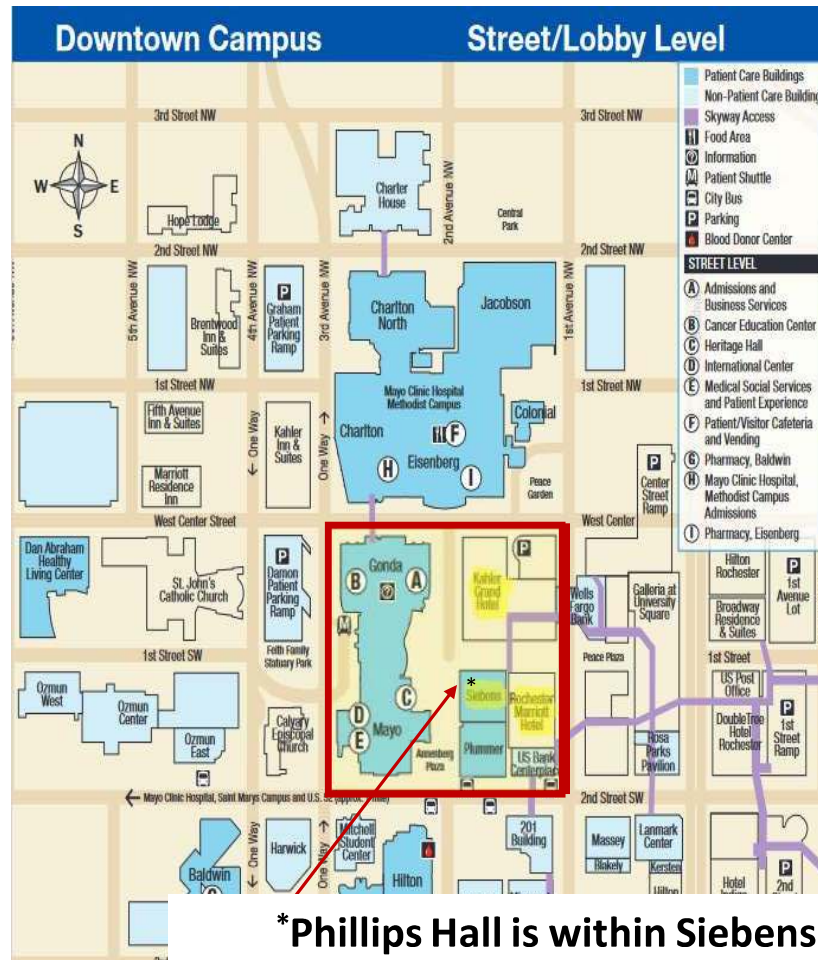 Downtown Campus
Street/Lobby Level
Patient Care Buildings
Non-Patient Care Building
Skyway Access
Food Area
Information
Patient Shuttle
City Bus
P Parking
Blood Donor Center
STREET LEVEL
A Admissions and
Business Services
B Cancer Education Center
C Heritage Hall
D International Center
E Medical Social Services
and Patient Experience
F Patient/Visitor Cafeteria
and Vending
G Pharmacy, Baldwin
H Mayo Clinic Hospital,
Methodist Campus
Admissions
I Pharmacy, Eisenberg
3rd Street NW
3rd Street NW
N
W E
S
Hope Lodge
Charter
House
2nd Avenue NW
Central
Park
2nd Street NW
2nd Street NW
5th Avenue NW
4th Avenue NW
3rd Avenue NW
1st Avenue NW
Brentwood
Inn &
Suites
P
Graham
Patient
Parking
Ramp
Charlton
North
Jacobson
1st Street NW
1st Street NW
Mayo Clinic Hospital
Methodist Campus
Fifth Avenue
Inn & Suites
Marriott
Residence
Inn
One Way
Kahler
Inn &
Suites
One Way
Charlton
F
Eisenberg
H
I
Colonial
Peace
Garden
P
Center
Street
Ramp
West Center Street
West Center
Dan Abraham
Healthy
Living Center
St. John's
Catholic Church
P
Damon
Patient
Parking
Ramp
Gonda
B
A
Kahler
Grand
Hotel
P
Wells
Fargo
Bank
Galleria at
University
Square
Hilton
Rochester
Broadway
Residence
& Suites
P
1st
Avenue
Lot
1st Street SW
Feith Family
Statuary Park
Peace Plaza
1st Street
Ozmun
West
Ozmun
Center
Ozmun
East
Calvary
Episcopal
Church
C
D
E
Mayo
Annenberg
Plaza
*
Siebens
Plummer
Rochester
Marriott
Hotel
US Bank
Centerplace
Rosa
Parks
Pavilion
US Post
Office
DoubleTree
Hotel
Rochester
P
1st
Street
Ramp
Mayo Clinic Hospital, Saint Marys Campus and U.S. 52
2nd Street SW
Baldwin
One Way
Harwick
One Way
Mitchell
Student
Center
Hilton
201
Building
Massey
Blakely
Lanmark
Center
Kersten
Hilton
Hotel
P
2nd
*Phillips Hall is within Siebens